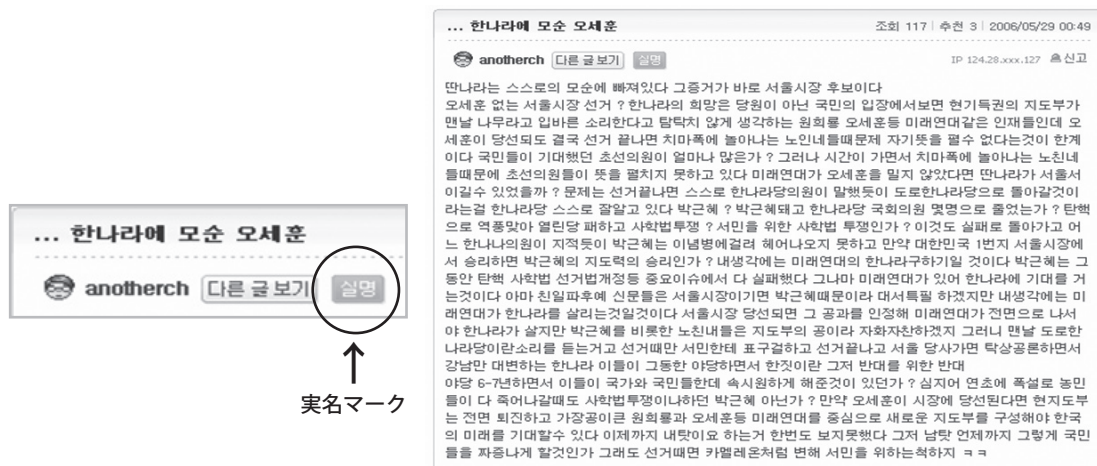 ... 한나라에 모순 오세훈
anotherch 다른 글 보기 실명
実名マーク
... 한나라에 모순 오세훈 조회 117 | 추천 3 | 2006/05/29 00:49
anotherch 다른 글 보기 실명 IP 124.28.xxx.127 신고
딴나라는 스스로의 모순에 빠져있다 그증거가 바로 서울시장 후보이다
오세훈 없는 서울시장 선거 ? 한나라의 희망은 당원이 아닌 국민의 입장에서보면 현기득권의 지도부가
맨날 나무라고 입바른 소리한다고 탐탁치 않게 생각하는 원희룡 오세훈등 미래연대같은 인재들인데 오
세훈이 당선되도 결국 선거 끝나면 치마폭에 놀아나는 노인네들때문제 자기뜻을 펼수 없다는것이 한계
이다 국민들이 기대했던 초선의원이 얼마나 많은가 ? 그러나 시간이 가면서 치마폭에 놀아나는 노친네
들때문에 초선의원들이 뜻을 펼치지 못하고 있다 미래연대가 오세훈을 밀지 않았다면 딴나라가 서울서
이길수 있었을까 ? 문제는 선거끝나면 스스로 한나라당의원이 말했듯이 도로한나라당으로 돌아갈것이
라는걸 한나라당 스스로 잘알고 있다 박근혜 ? 박근혜돼고 한나라당 국회의원 몇명으로 줄었는가 ? 탄핵
으로 역풍맞아 열린당 패하고 사학법투쟁 ? 서민을 위한 사학법 투쟁인가 ? 이것도 실패로 돌아가고 어
느 한나나의원이 지적듯이 박근혜는 이념병에걸려 헤어나오지 못하고 만약 대한민국 1번지 서울시장에
서 승리하면 박근혜의 지도력의 승리인가 ? 내생각에는 미래연대의 한나라구하기일 것이다 박근혜는 그
동안 탄핵 사학법 선거법개정등 중요이슈에서 다 실패했다 그나마 미래연대가 있어 한나라에 기대를 거
는것이다 아마 친일파후예 신문들은 서울시장이기면 박근혜때문이라 대서특필 하겠지만 내생각에는 미
래연대가 한나라를 살리는것일것이다 서울시장 당선되면 그 공과를 인정해 미래연대가 전면으로 나서
야 한나라가 살지만 박근혜를 비롯한 노친내들은 지도부의 공이라 자화자찬하겠지 그러니 맨날 도로한
나라당이란소리를 듣는거고 선거때만 서민한테 표구걸하고 선거끝나고 서울 당사가면 탁상공론하면서
강남만 대변하는 한나라 이들이 그동한 야당하면서 한짓이란 그저 반대를 위한 반대
야당 6-7년하면서 이들이 국가와 국민들한데 속시원하게 해준것이 있던가 ? 심지어 연초에 폭설로 농민
들이 다 죽어나갈때도 사학법투쟁이나하던 박근혜 아닌가 ? 만약 오세훈이 시장에 당선된다면 현지도부
는 전면 퇴진하고 가장공이큰 원희룡과 오세훈등 미래연대를 중심으로 새로운 지도부를 구성해야 한국
의 미래를 기대할수 있다 이제까지 내탓이요 하는거 한번도 보지못했다 그저 남탓 언제까지 그렇게 국민
들을 짜증나게 할것인가 그래도 선거때면 카멜레온처럼 변해 서민을 위하는척하지 ㅋㅋ